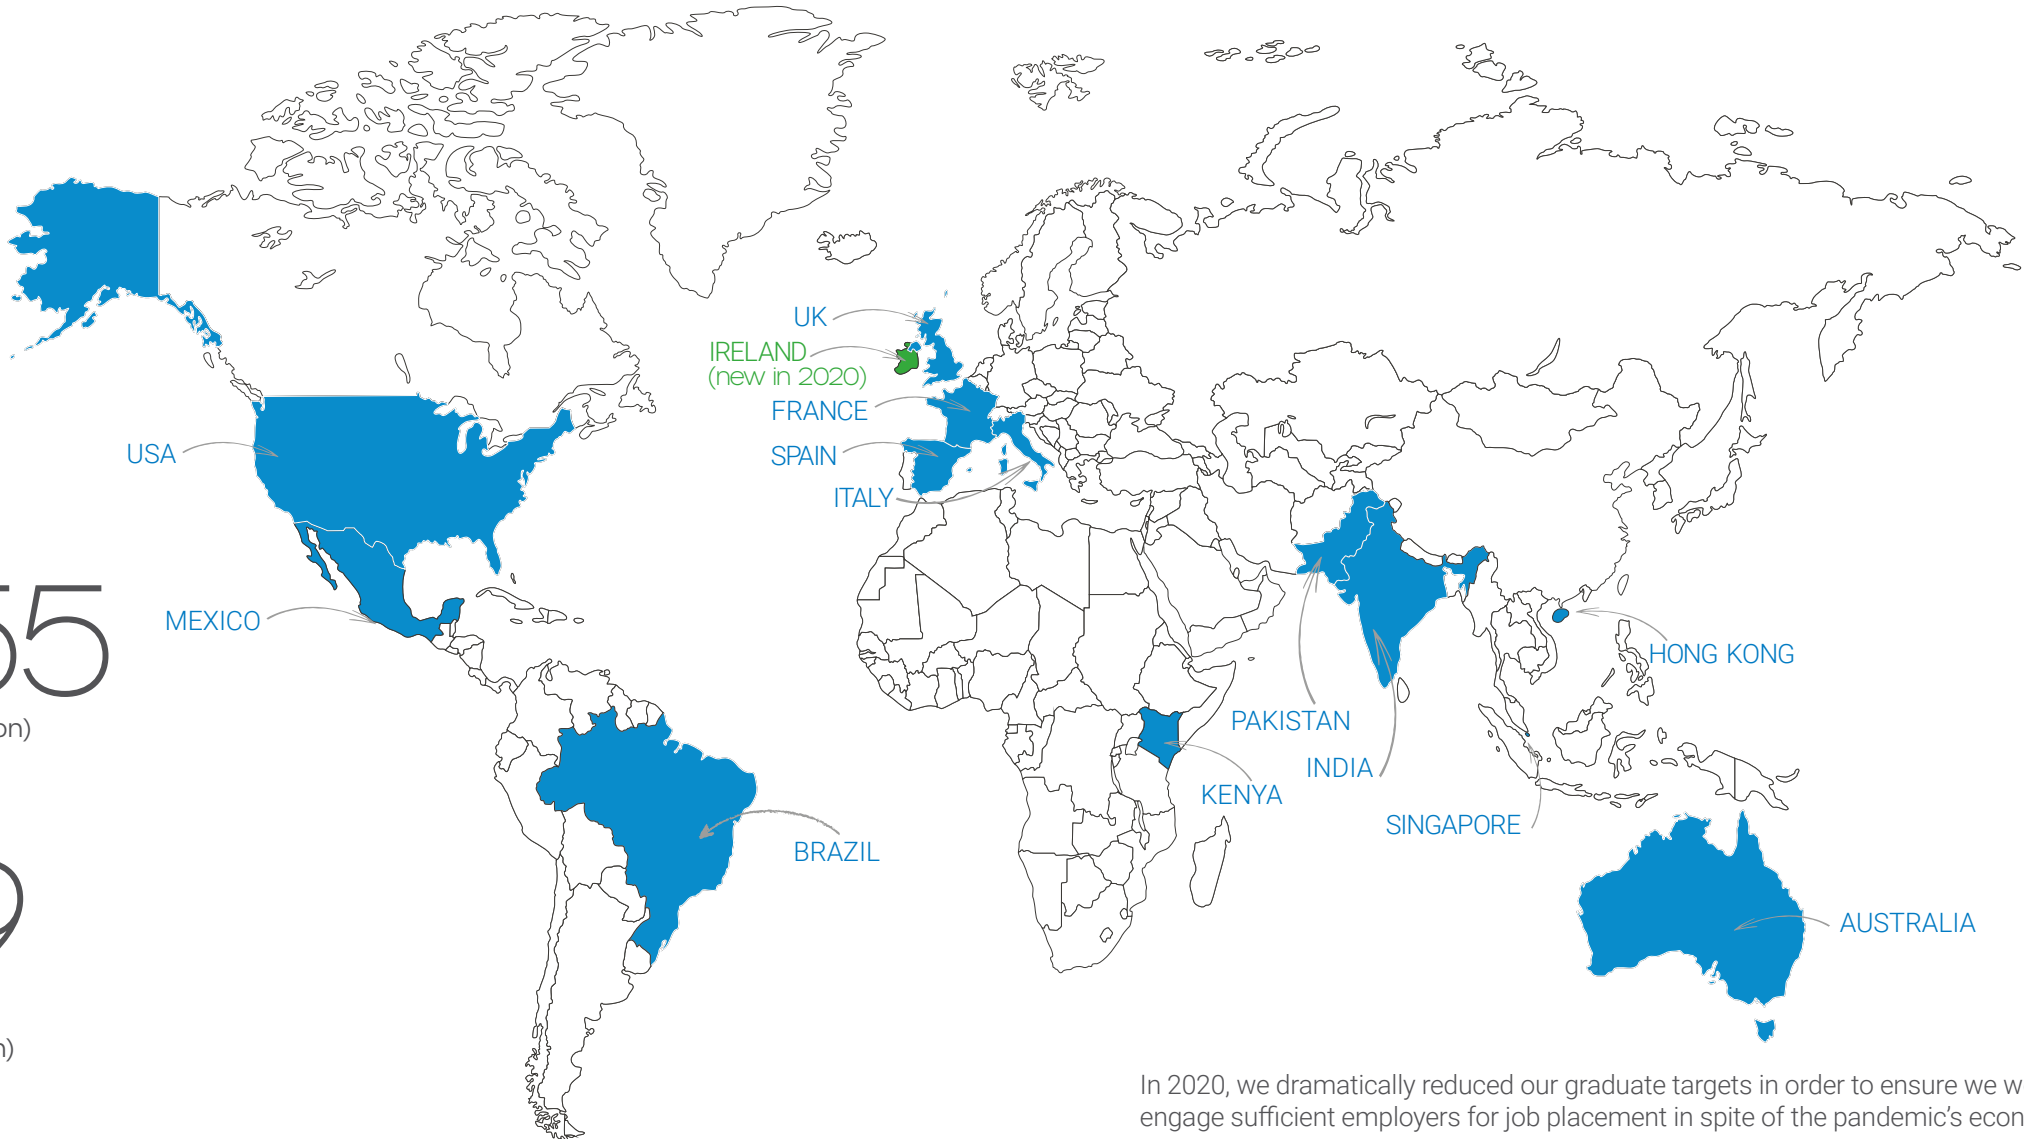 UK
IRELAND
(new in 2020)
FRANCE
SPAIN
ITALY
USA
MEXICO
55
HONG KONG
PAKISTAN
INDIA
KENYA
SINGAPORE
BRAZIL
9
AUSTRALIA
In 2020, we dramatically reduced our graduate targets in order to ensure we
engage sufficient employers for job placement in spite of the pandemic's